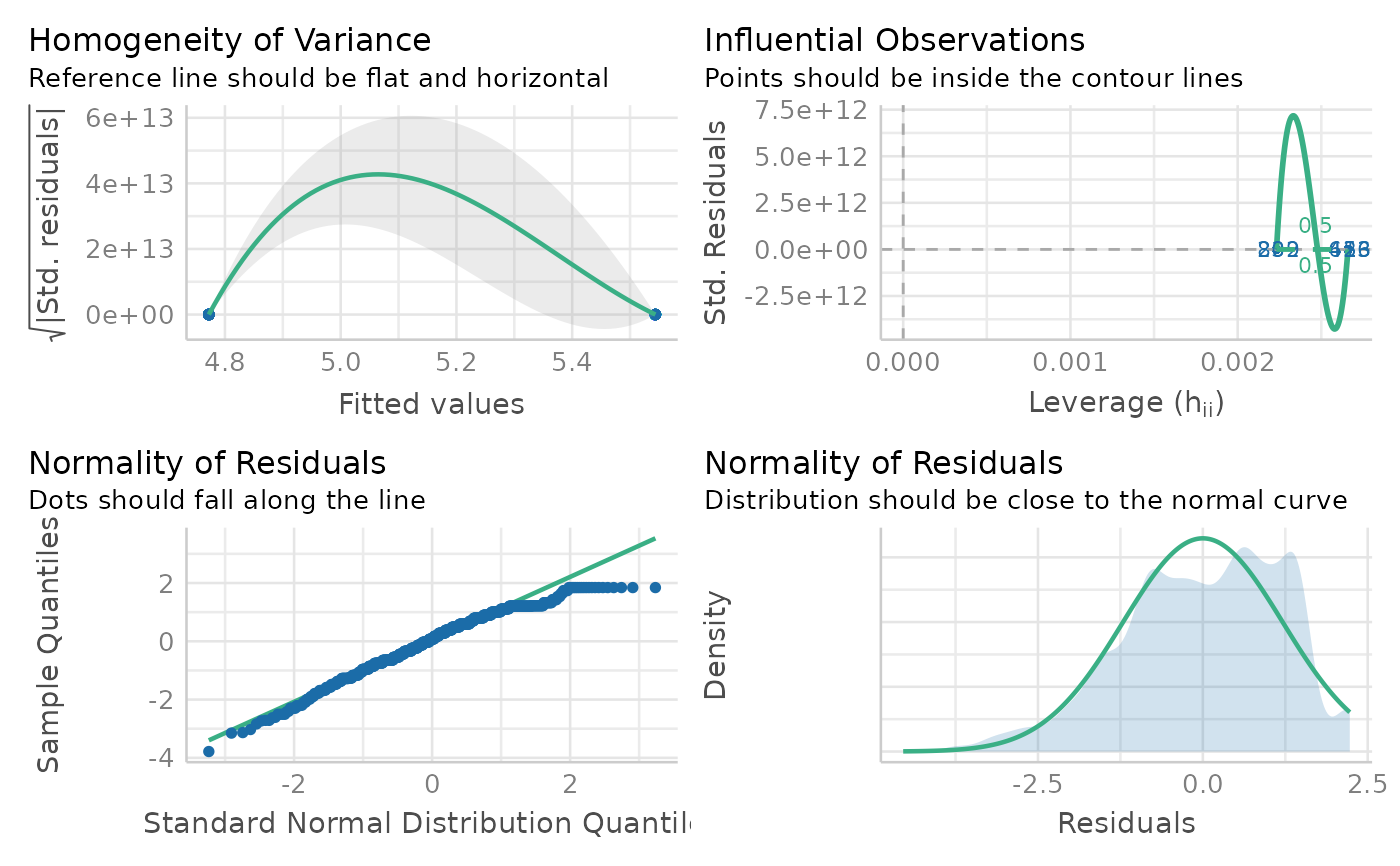 Homogeneity of Variance
Reference line should be flat and horizontal
√|Std. residuals|
6e+13
4e+13
2e+13
0e+00
4.8 5.0 5.2 5.4
Fitted values
Influential Observations
Points should be inside the contour lines
Std. Residuals
7.5e+12
5.0e+12
2.5e+12
0.0e+00
-2.5e+12
0.5
0.5
0.000 0.001 0.002
Leverage (hii)
Normality of Residuals
Dots should fall along the line
Sample Quantiles
2
0
-2
-4
-2 0 2
Standard Normal Distribution Quantil
Normality of Residuals
Distribution should be close to the normal curve
Density
-2.5 0.0 2.5
Residuals